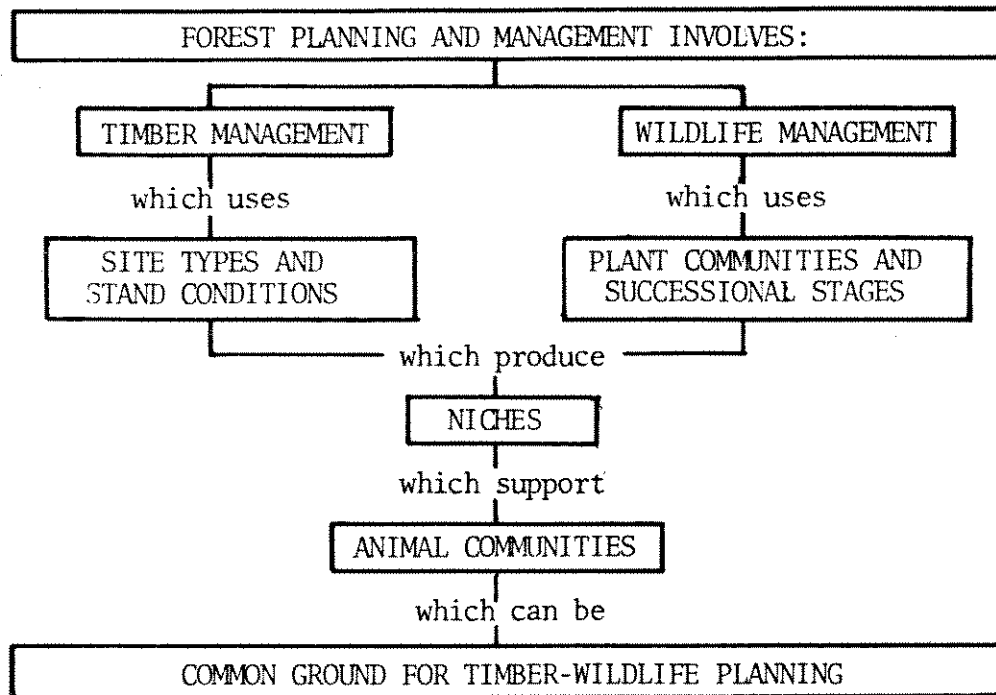 FOREST PLANNING AND MANAGEMENT INVOLVES:
TIMBER MANAGEMENT
WILDLIFE MANAGEMENT
which uses
which uses
SITE TYPES AND
STAND CONDITIONS
PLANT COMMUNITIES AND
SUCCESSIONAL STAGES
which produce
NICHES
which support
ANIMAL COMMUNITIES
which can be
COMMON GROUND FOR TIMBER-WILDLIFE PLANNING